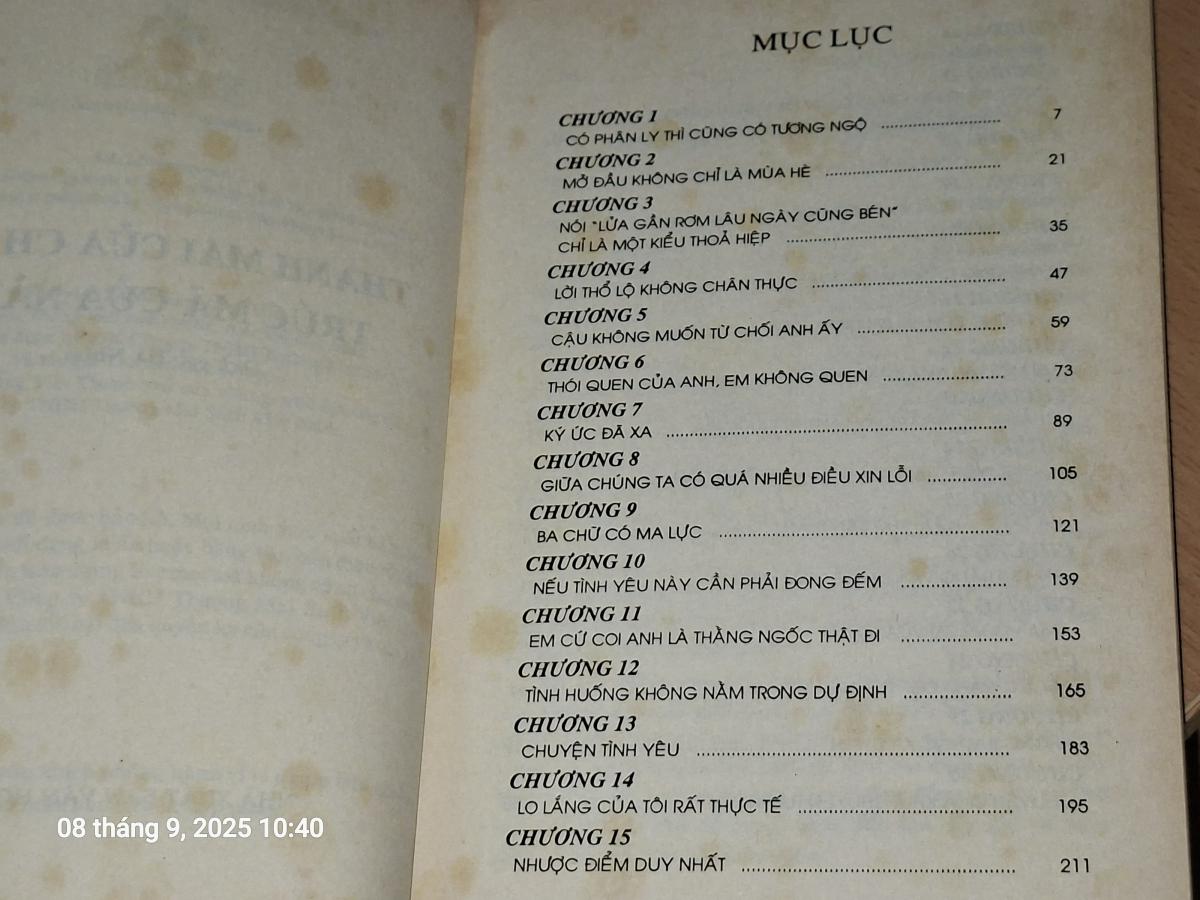 MỤC LỤC
CHƯƠNG 1
CÓ PHÂN LY THÌ CŨNG CÓ TƯƠNG NGỘ .......... 7
CHƯƠNG 2
MỞ ĐẦU KHÔNG CHỈ LÀ MÙA HÈ .......... 21
CHƯƠNG 3
NÓI "LỬA GẦN RƠM LÂU NGÀY CŨNG BÉN"
CHỈ LÀ MỘT KIỂU THOẢ HIỆP .......... 35
CHƯƠNG 4
LỜI THỔ LỘ KHÔNG CHÂN THỰC .......... 47
CHƯƠNG 5
CẬU KHÔNG MUỐN TỪ CHỐI ANH ẤY .......... 59
CHƯƠNG 6
THÓI QUEN CỦA ANH, EM KHÔNG QUEN .......... 73
CHƯƠNG 7
KÝ ỨC ĐÃ XA .......... 89
CHƯƠNG 8
GIỮA CHÚNG TA CÓ QUÁ NHIỀU ĐIỀU XIN LỖI .......... 105
CHƯƠNG 9
BA CHỮ CÓ MA LỰC .......... 121
CHƯƠNG 10
NẾU TÌNH YÊU NÀY CẦN PHẢI ĐONG ĐẾM .......... 139
CHƯƠNG 11
EM CỨ COI ANH LÀ THẰNG NGỐC THẬT ĐI .......... 153
CHƯƠNG 12
TÌNH HUỐNG KHÔNG NẰM TRONG DỰ ĐỊNH .......... 165
CHƯƠNG 13
CHUYỆN TÌNH YÊU .......... 183
CHƯƠNG 14
LO LẮNG CỦA TÔI RẤT THỰC TẾ .......... 195
CHƯƠNG 15
NHƯỢC ĐIỂM DUY NHẤT .......... 211
08 tháng 9, 2025 10:40